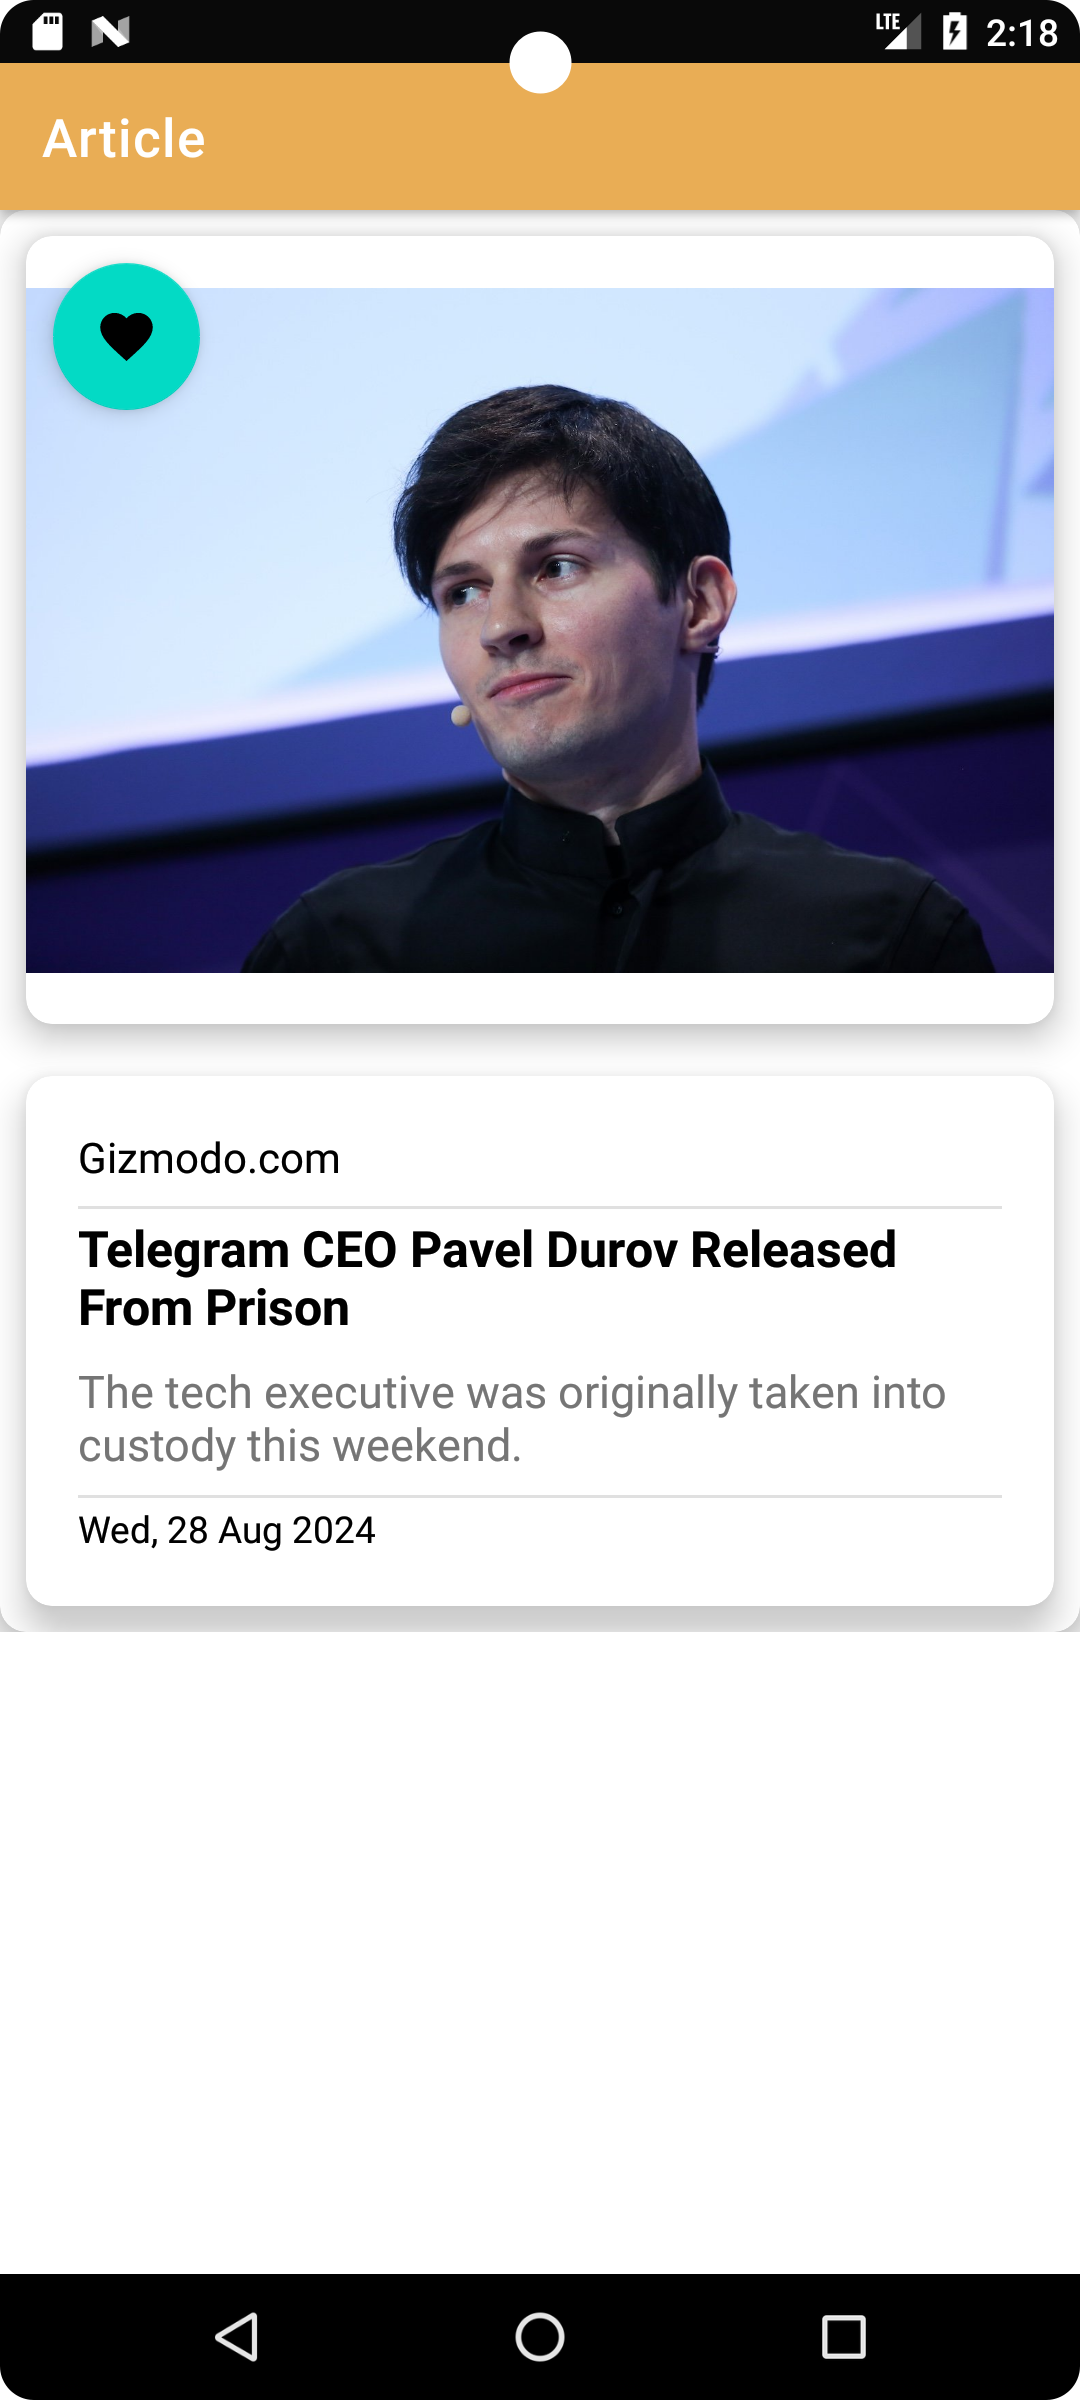 LTE 2:18
Article
Gizmodo.com
Telegram CEO Pavel Durov Released
From Prison
The tech executive was originally taken into
custody this weekend.
Wed, 28 Aug 2024